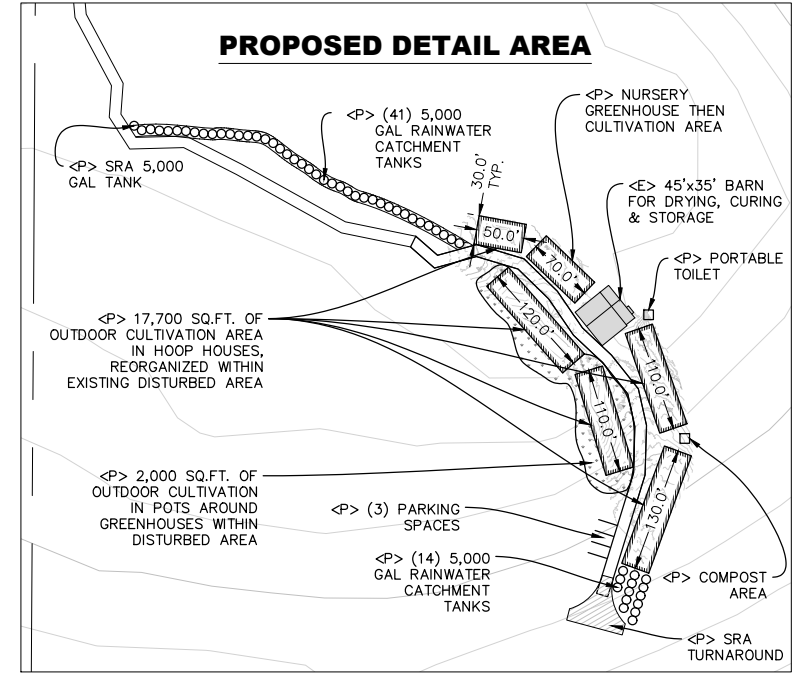 PROPOSED DETAIL AREA
<P> NURSERY
GREENHOUSE THEN
CULTIVATION AREA
<P> (41) 5,000
GAL RAINWATER
CATCHMENT
TANKS
<P> SRA 5,000
GAL TANK
30.0'
TYP.
<E> 45'x35' BARN
FOR DRYING, CURING
& STORAGE
50.0'
70.0'
<P> PORTABLE
TOILET
120.0'
<P> 17,700 SQ.FT. OF
OUTDOOR CULTIVATION AREA
IN HOOP HOUSES,
REORGANIZED WITHIN
EXISTING DISTURBED AREA
110.0'
110.0'
<P> 2,000 SQ.FT. OF
OUTDOOR CULTIVATION
IN POTS AROUND
GREENHOUSES WITHIN
DISTURBED AREA
<P> (3) PARKING
SPACES
130.0'
<P> (14) 5,000
GAL RAINWATER
CATCHMENT
TANKS
<P> COMPOST
AREA
<P> SRA
TURNAROUND